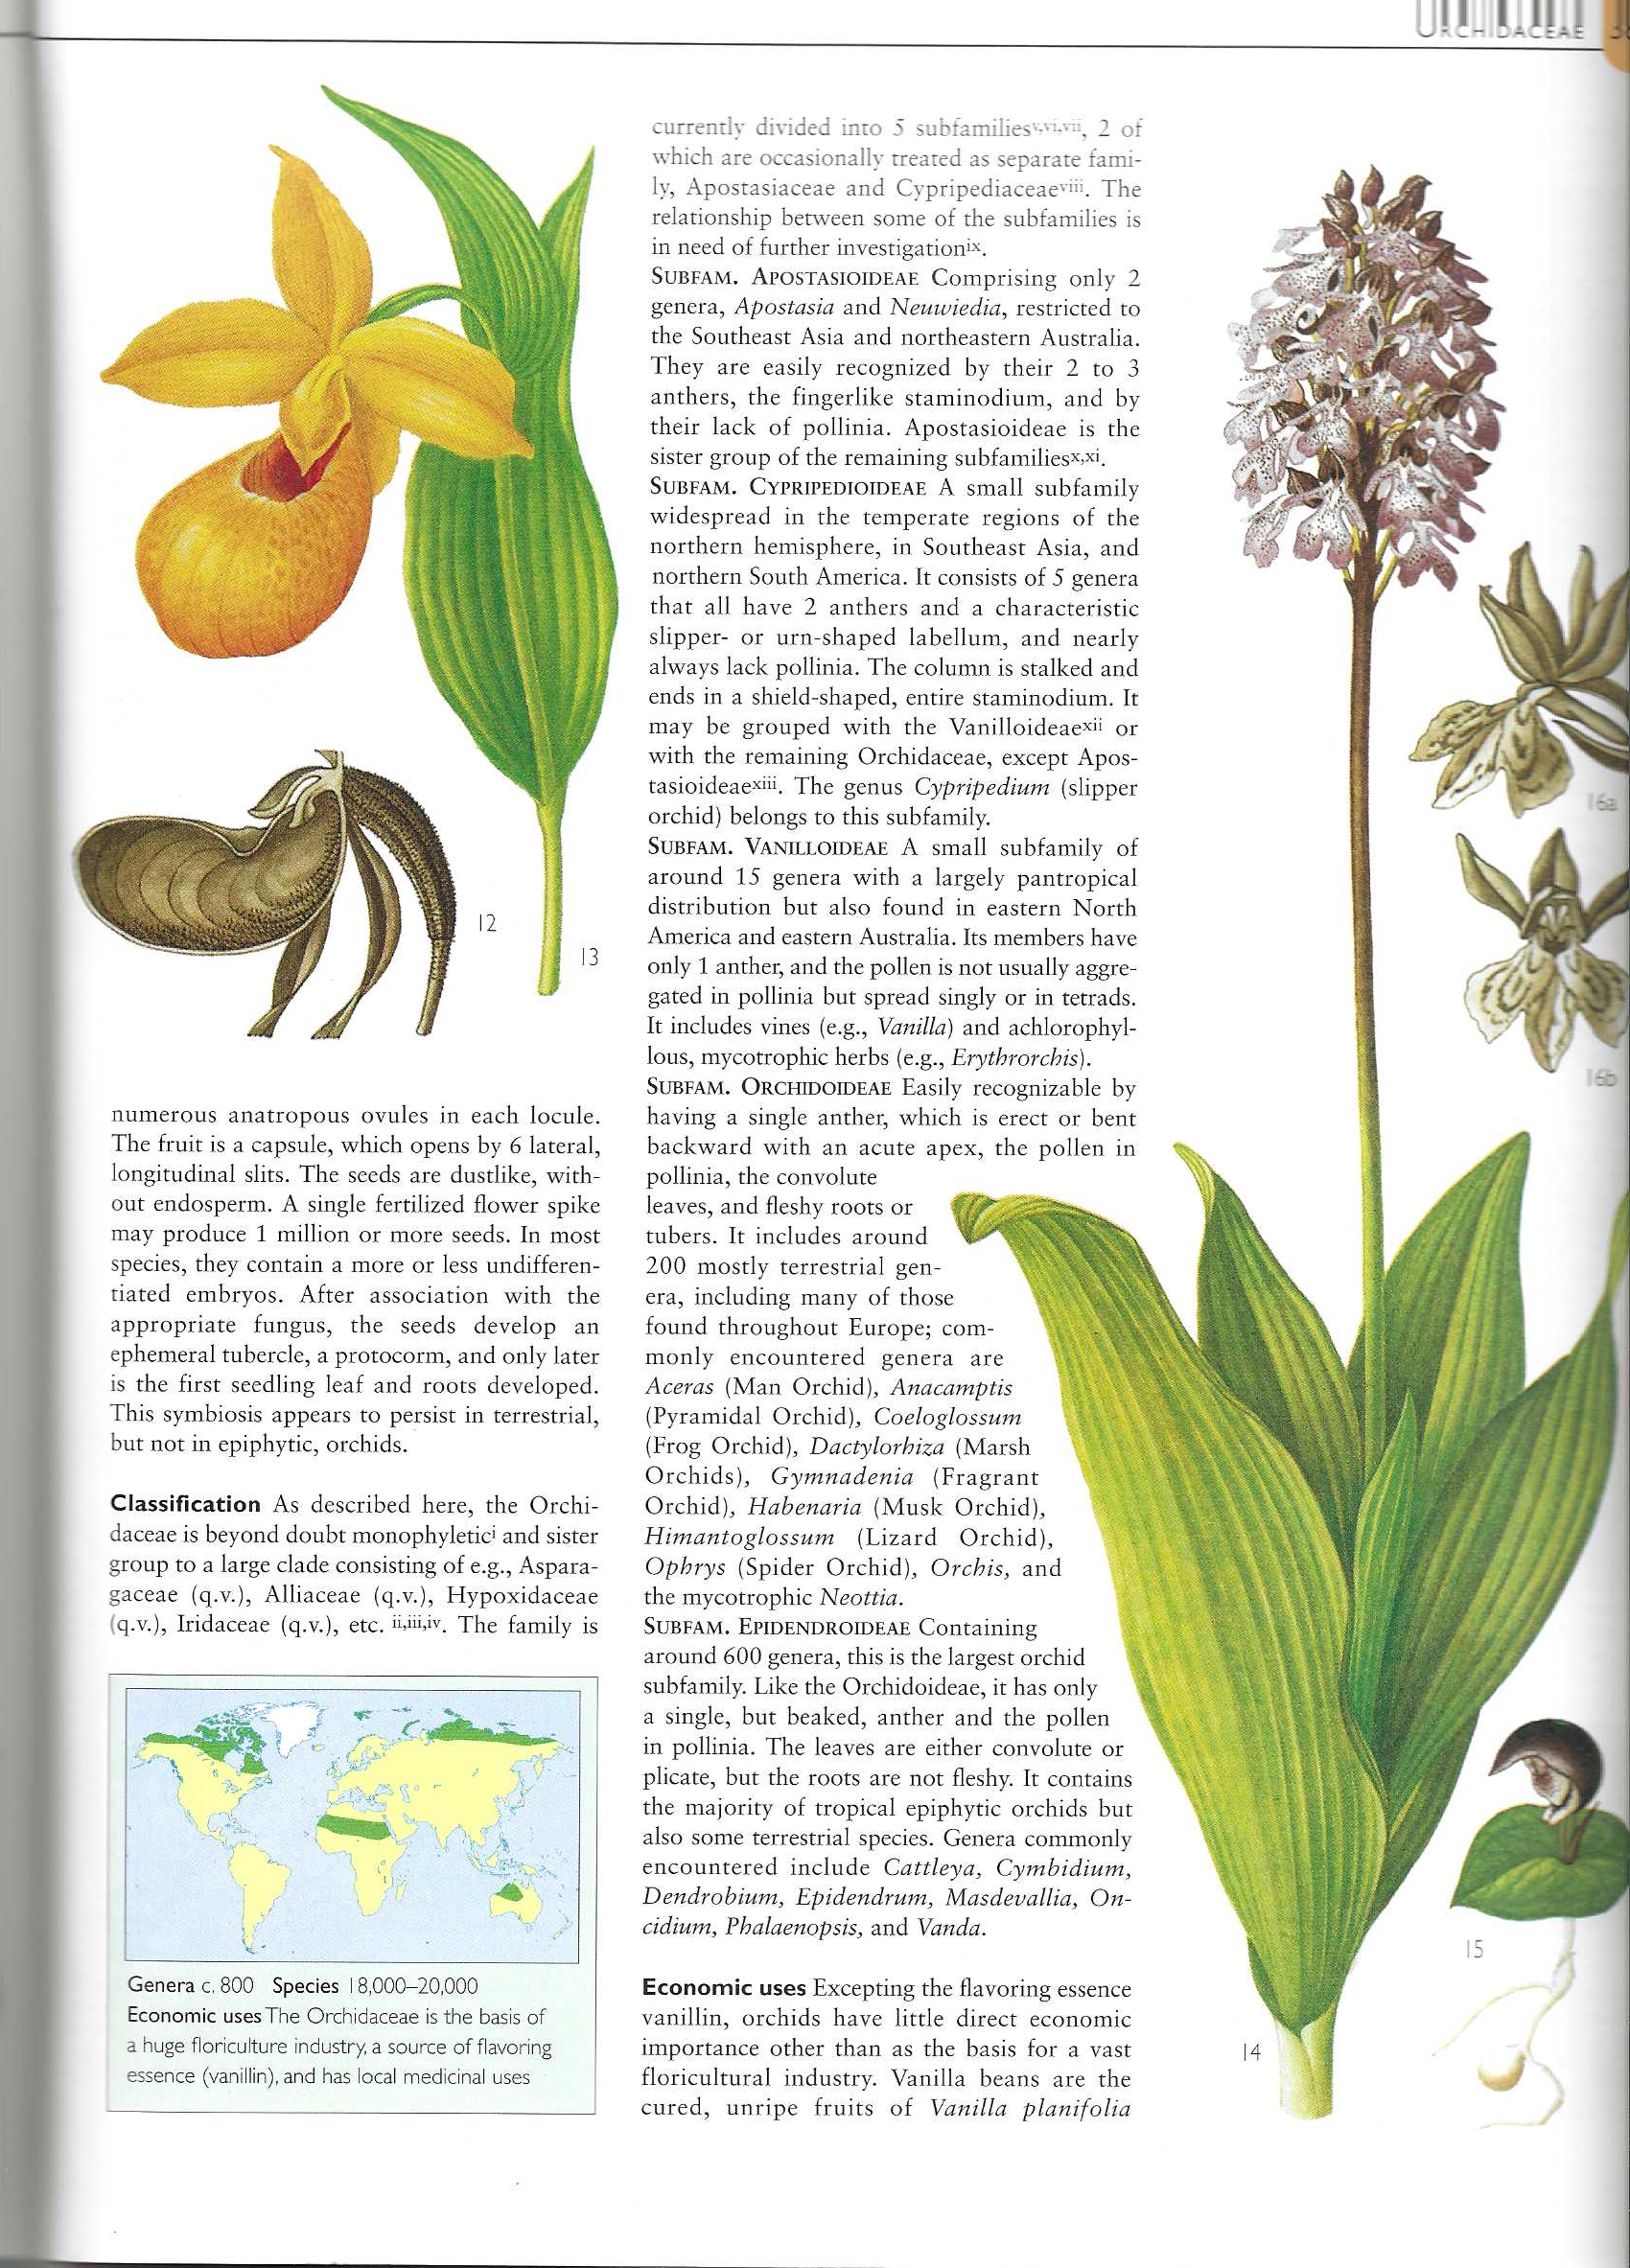 ORCHIDACEAE
12
13
numerous anatropous ovules in each locule.
The fruit is a capsule, which opens by 6 lateral,
longitudinal slits. The seeds are dustlike, with-
out endosperm. A single fertilized flower spike
may produce 1 million or more seeds. In most
species, they contain a more or less undifferen-
tiated embryos. After association with the
appropriate fungus, the seeds develop an
ephemeral tubercle, a protocorm, and only later
is the first seedling leaf and roots developed.
This symbiosis appears to persist in terrestrial,
but not in epiphytic, orchids.
Classification As described here, the Orchi-
daceae is beyond doubt monophyletic^i and sister
group to a large clade consisting of e.g., Aspara-
gaceae (q.v.), Alliaceae (q.v.), Hypoxidaceae
(q.v.), Iridaceae (q.v.), etc. ii,iii,iv. The family is
Genera c. 800 Species 18,000–20,000
Economic uses The Orchidaceae is the basis of
a huge floriculture industry, a source of flavoring
essence (vanillin), and has local medicinal uses
currently divided into 5 subfamilies^v,vi,vii, 2 of
which are occasionally treated as separate fami-
ly, Apostasiaceae and Cypripediaceae^viii. The
relationship between some of the subfamilies is
in need of further investigation^ix.
SUBFAM. APOSTASIOIDEAE Comprising only 2
genera, Apostasia and Neuwiedia, restricted to
the Southeast Asia and northeastern Australia.
They are easily recognized by their 2 to 3
anthers, the fingerlike staminodium, and by
their lack of pollinia. Apostasioideae is the
sister group of the remaining subfamilies^x,xi.
SUBFAM. CYPRIPEDIOIDEAE A small subfamily
widespread in the temperate regions of the
northern hemisphere, in Southeast Asia, and
northern South America. It consists of 5 genera
that all have 2 anthers and a characteristic
slipper- or urn-shaped labellum, and nearly
always lack pollinia. The column is stalked and
ends in a shield-shaped, entire staminodium. It
may be grouped with the Vanilloideae^xii or
with the remaining Orchidaceae, except Apos-
tasioideae^xiii. The genus Cypripedium (slipper
orchid) belongs to this subfamily.
SUBFAM. VANILLOIDEAE A small subfamily of
around 15 genera with a largely pantropical
distribution but also found in eastern North
America and eastern Australia. Its members have
only 1 anther, and the pollen is not usually aggre-
gated in pollinia but spread singly or in tetrads.
It includes vines (e.g., Vanilla) and achlorophyl-
lous, mycotrophic herbs (e.g., Erythrorchis).
SUBFAM. ORCHIDOIDEAE Easily recognizable by
having a single anther, which is erect or bent
backward with an acute apex, the pollen in
pollinia, the convolute
leaves, and fleshy roots or
tubers. It includes around
200 mostly terrestrial gen-
era, including many of those
found throughout Europe; com-
monly encountered genera are
Aceras (Man Orchid), Anacamptis
(Pyramidal Orchid), Coeloglossum
(Frog Orchid), Dactylorhiza (Marsh
Orchids), Gymnadenia (Fragrant
Orchid), Habenaria (Musk Orchid),
Himantoglossum (Lizard Orchid),
Ophrys (Spider Orchid), Orchis, and
the mycotrophic Neottia.
SUBFAM. EPIDENDROIDEAE Containing
around 600 genera, this is the largest orchid
subfamily. Like the Orchidoideae, it has only
a single, but beaked, anther and the pollen
in pollinia. The leaves are either convolute or
plicate, but the roots are not fleshy. It contains
the majority of tropical epiphytic orchids but
also some terrestrial species. Genera commonly
encountered include Cattleya, Cymbidium,
Dendrobium, Epidendrum, Masdevallia, On-
cidium, Phalaenopsis, and Vanda.
Economic uses Excepting the flavoring essence
vanillin, orchids have little direct economic
importance other than as the basis for a vast
floricultural industry. Vanilla beans are the
cured, unripe fruits of Vanilla planifolia
16a
16b
15
14